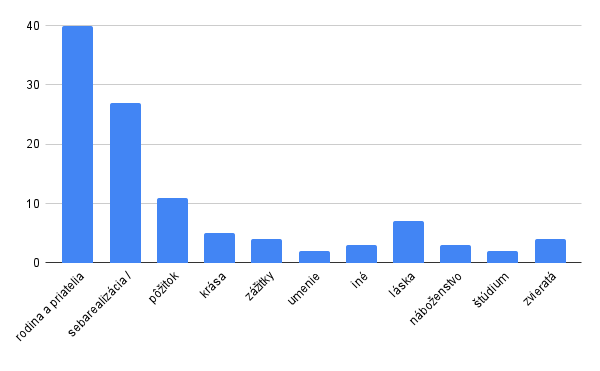 40
30
20
10
0
rodina a priatelia
sebarealizácia /
pôžitok
krása
zážitky
umenie
iné
láska
náboženstvo
štúdium
zvieratá